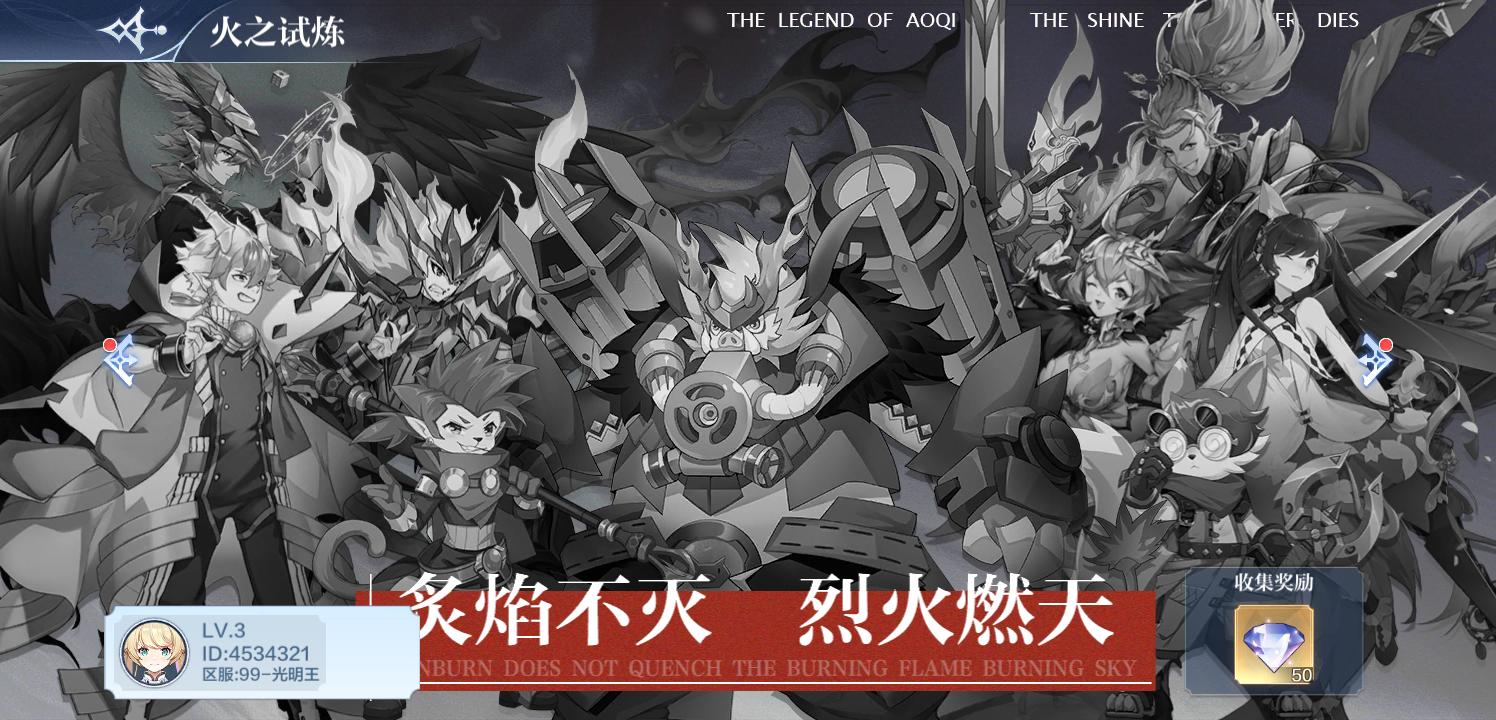 火之试炼
THE LEGEND OF AOQI
THE SHINE DIES
炙焰不灭 烈火燃天
DOES NOT QUENCH THE BURNING FLAME BURNING SKY
LV.3
ID:4534321
区服:99-光明王
收集奖励
50